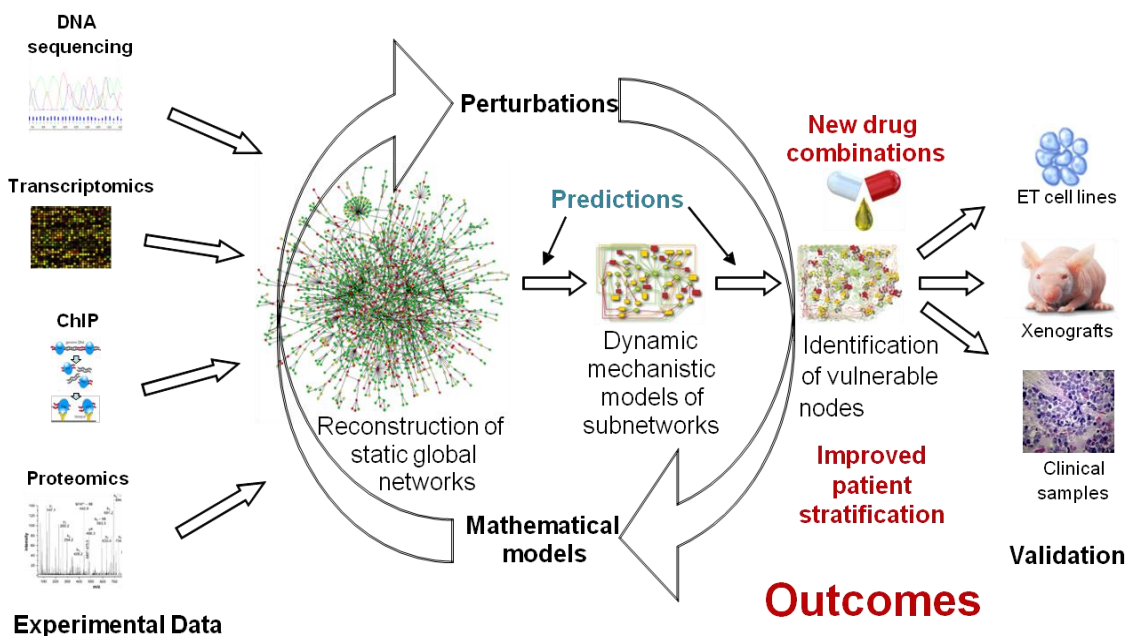 DNA
sequencing
Transcriptomics
ChIP
Proteomics
Experimental Data
Perturbations
Predictions
Reconstruction of
static global
networks
Dynamic
mechanistic
models of
subnetworks
Mathematical
models
New drug
combinations
Identification
of vulnerable
nodes
Improved
patient
stratification
Outcomes
ET cell lines
Xenografts
Clinical
samples
Validation